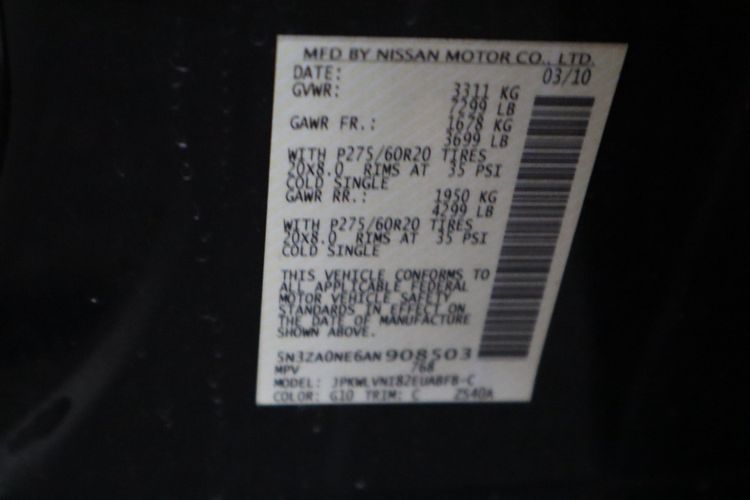 MFD BY NISSAN MOTOR CO., LTD.
DATE: 03/10
GVWR: 3311 KG
7299 LB
GAWR FR.: 1678 KG
3699 LB
WITH P275/60R20 TIRES
20X8.0 RIMS AT 35 PSI
COLD SINGLE
GAWR RR.: 1950 KG
4299 LB
WITH P275/60R20 TIRES
20X8.0 RIMS AT 35 PSI
COLD SINGLE
THIS VEHICLE CONFORMS TO
ALL APPLICABLE FEDERAL
MOTOR VEHICLE SAFETY
STANDARDS IN EFFECT ON
THE DATE OF MANUFACTURE
SHOWN ABOVE.
5N3ZA0NE6AN908503
MPV 768
MODEL: JPKWLVNI82EUABFB-C
COLOR: G10 TRIM: C 2540A